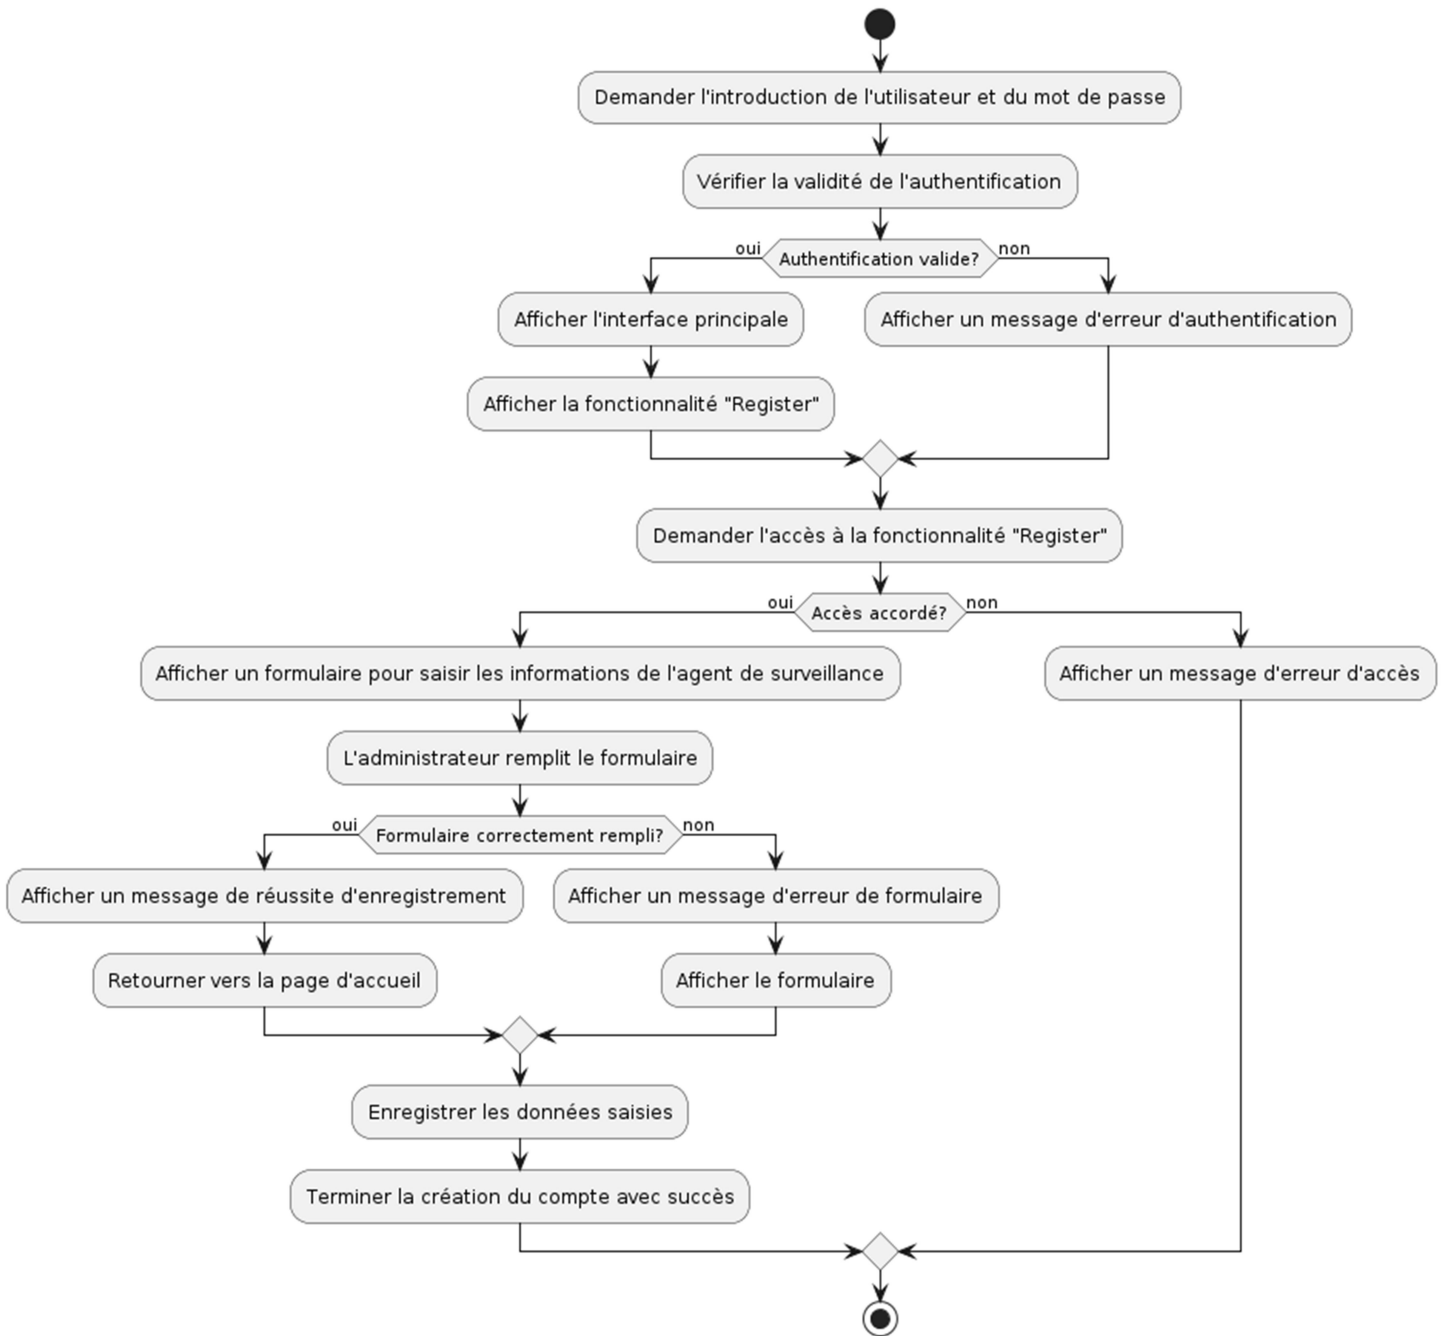 Demander l'introduction de l'utilisateur et du mot de passe
Vérifier la validité de l'authentification
oui
Authentification valide?
non
Afficher l'interface principale
Afficher un message d'erreur d'authentification
Afficher la fonctionnalité "Register"
Demander l'accès à la fonctionnalité "Register"
oui
Accès accordé?
non
Afficher un formulaire pour saisir les informations de l'agent de surveillance
Afficher un message d'erreur d'accès
L'administrateur remplit le formulaire
oui
Formulaire correctement rempli?
non
Afficher un message de réussite d'enregistrement
Afficher un message d'erreur de formulaire
Retourner vers la page d'accueil
Afficher le formulaire
Enregistrer les données saisies
Terminer la création du compte avec succès